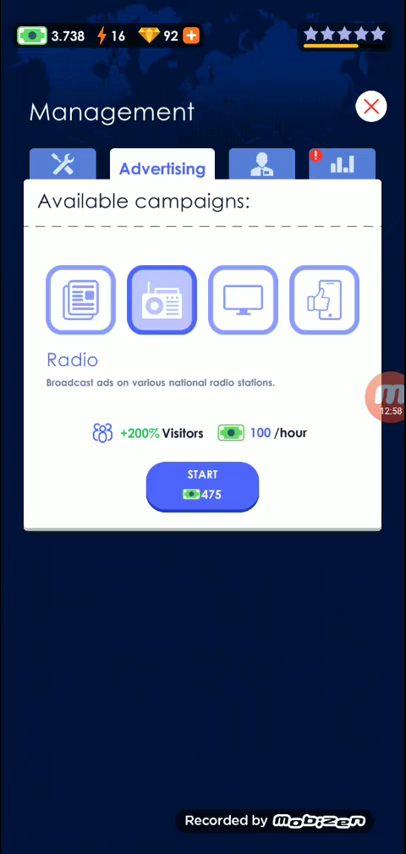 3.738 16 92
Management
Advertising
Available campaigns:
Radio
Broadcast ads on various national radio stations.
+200% Visitors 100 /hour
START
475
12:58
Recorded by Mobizen